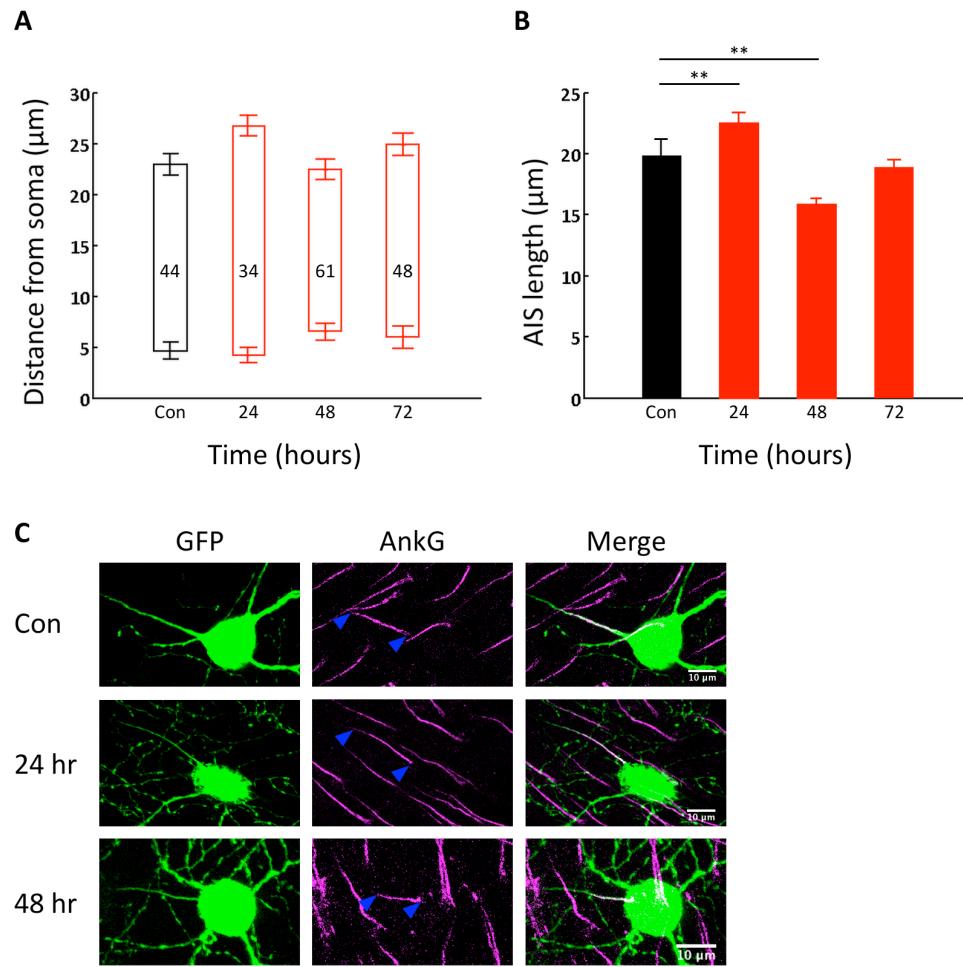 A
B
**
**
Distance from soma (µm)
30
25
20
15
10
5
0
44
34
61
48
Con
24
48
72
Time (hours)
AIS length (µm)
25
20
15
10
5
0
Con
24
48
72
Time (hours)
C
GFP
AnkG
Merge
Con
10 µm
24 hr
10 µm
48 hr
10 µm